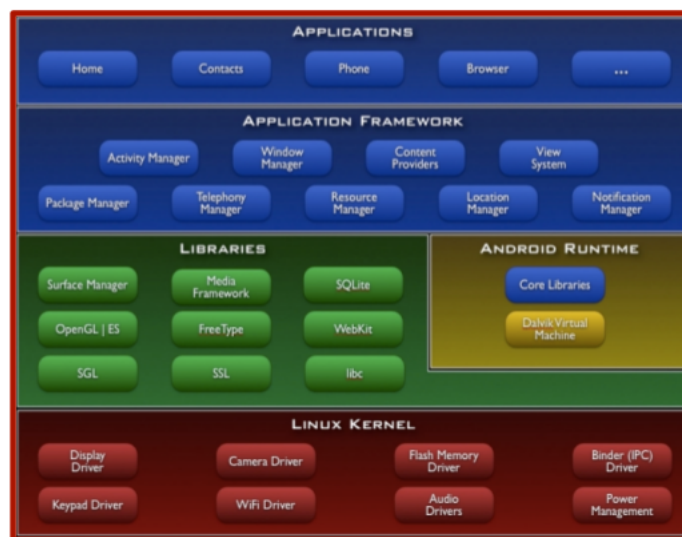 APPLICATIONS
Home
Contacts
Phone
Browser
...
APPLICATION FRAMEWORK
Activity Manager
Window
Manager
Content
Providers
View
System
Package Manager
Telephony
Manager
Resource
Manager
Location
Manager
Notification
Manager
LIBRARIES
Surface Manager
Media
Framework
SQLite
OpenGL | ES
FreeType
WebKit
SGL
SSL
libc
ANDROID RUNTIME
Core Libraries
Dalvik Virtual
Machine
LINUX KERNEL
Display
Driver
Camera Driver
Flash Memory
Driver
Binder (IPC)
Driver
Keypad Driver
WiFi Driver
Audio
Drivers
Power
Management